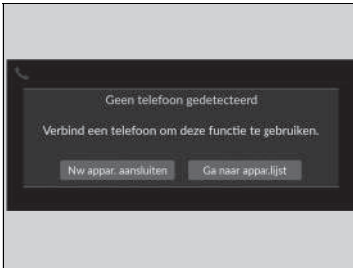 Geen telefoon gedetecteerd
Verbind een telefoon om deze functie te gebruiken.
Nw appar. aansluiten
Ga naar appar.lijst